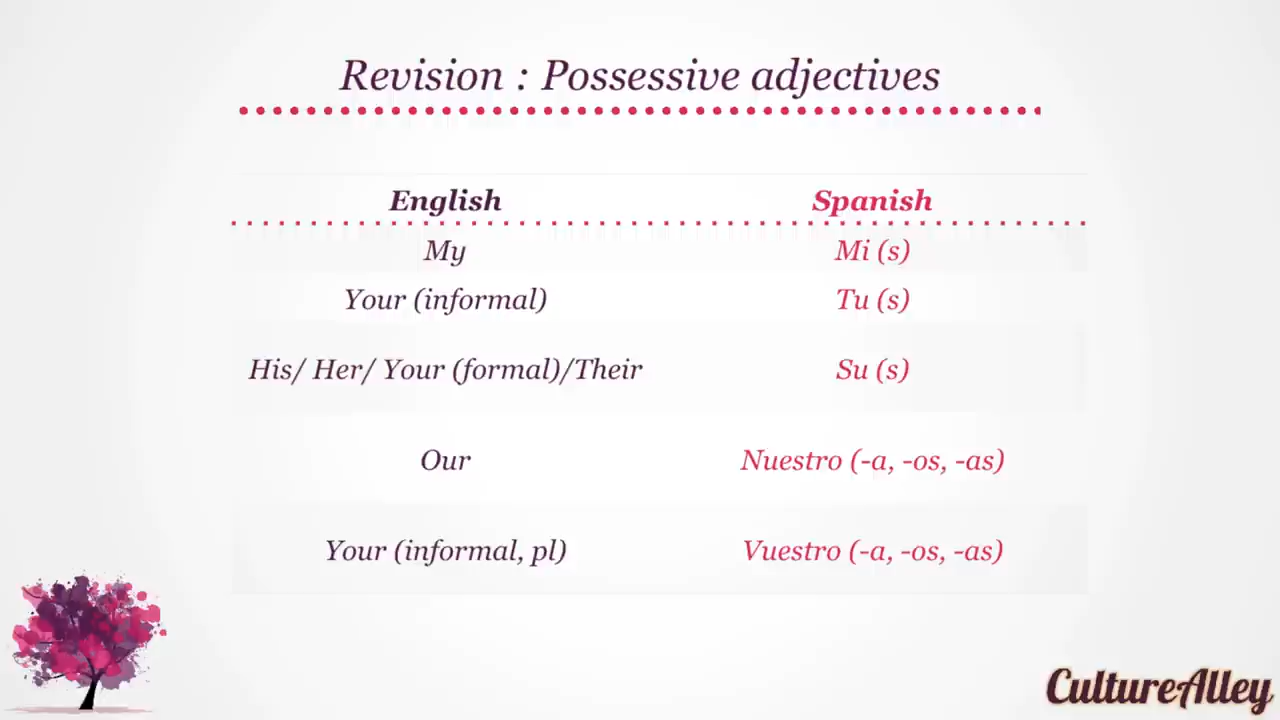 Revision : Possessive adjectives
English Spanish
My Mi (s)
Your (informal) Tu (s)
His/ Her/ Your (formal)/Their Su (s)
Our Nuestro (-a, -os, -as)
Your (informal, pl) Vuestro (-a, -os, -as)
CultureAlley